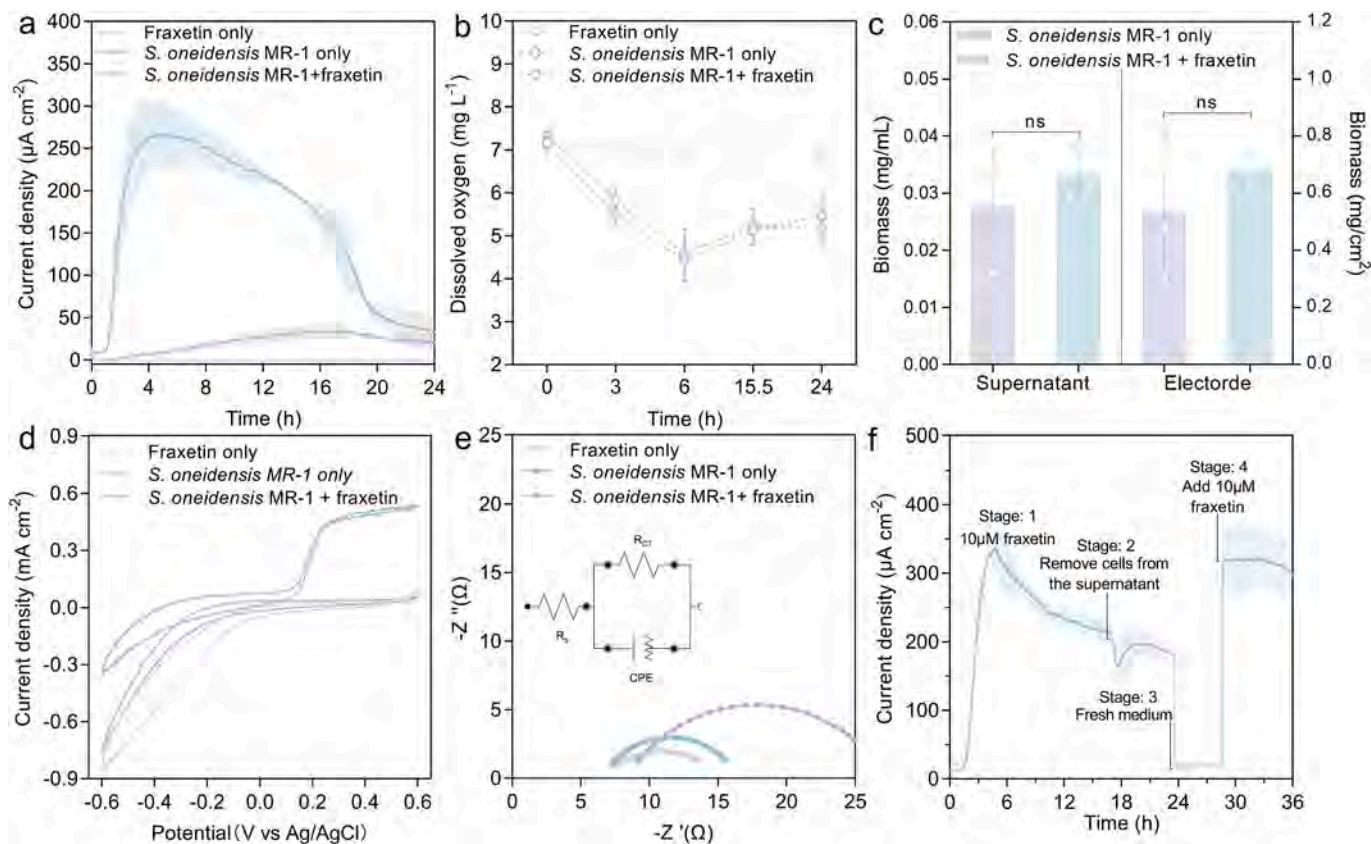 a
Fraxetin only
S. oneidensis MR-1 only
S. oneidensis MR-1+fraxetin
Current density (μA cm-2)
400
350
300
250
200
150
100
50
0
0 4 8 12 16 20 24
Time (h)
b
Fraxetin only
S. oneidensis MR-1 only
S. oneidensis MR-1+ fraxetin
Dissolved oxygen (mg L-1)
10
9
8
7
6
5
4
3
2
0 3 6 15.5 24
Time (h)
c
S. oneidensis MR-1 only
S. oneidensis MR-1 + fraxetin
Biomass (mg/mL)
0.06
0.05
0.04
0.03
0.02
0.01
0.00
ns
ns
1.2
1.0
0.8
0.6
0.4
0.2
0.0
Biomass (mg/cm2)
Supernatant Electorde
d
Fraxetin only
S. oneidensis MR-1 only
S. oneidensis MR-1 + fraxetin
Current density (mA cm-2)
0.9
0.6
0.3
0.0
-0.3
-0.6
-0.9
-0.6 -0.4 -0.2 0.0 0.2 0.4 0.6
Potential(V vs Ag/AgCl)
e
Fraxetin only
S. oneidensis MR-1 only
S. oneidensis MR-1+ fraxetin
-Z "(Ω)
25
20
15
10
5
0
RCT
RS
CPE
0 5 10 15 20 25
-Z '(Ω)
f
Current density (μA cm-2)
500
450
400
350
300
250
200
150
100
50
0
Stage: 1
10μM fraxetin
Stage: 2
Remove cells from
the supernatant
Stage: 3
Fresh medium
Stage: 4
Add 10μM
fraxetin
0 6 12 18 24 30 36
Time (h)